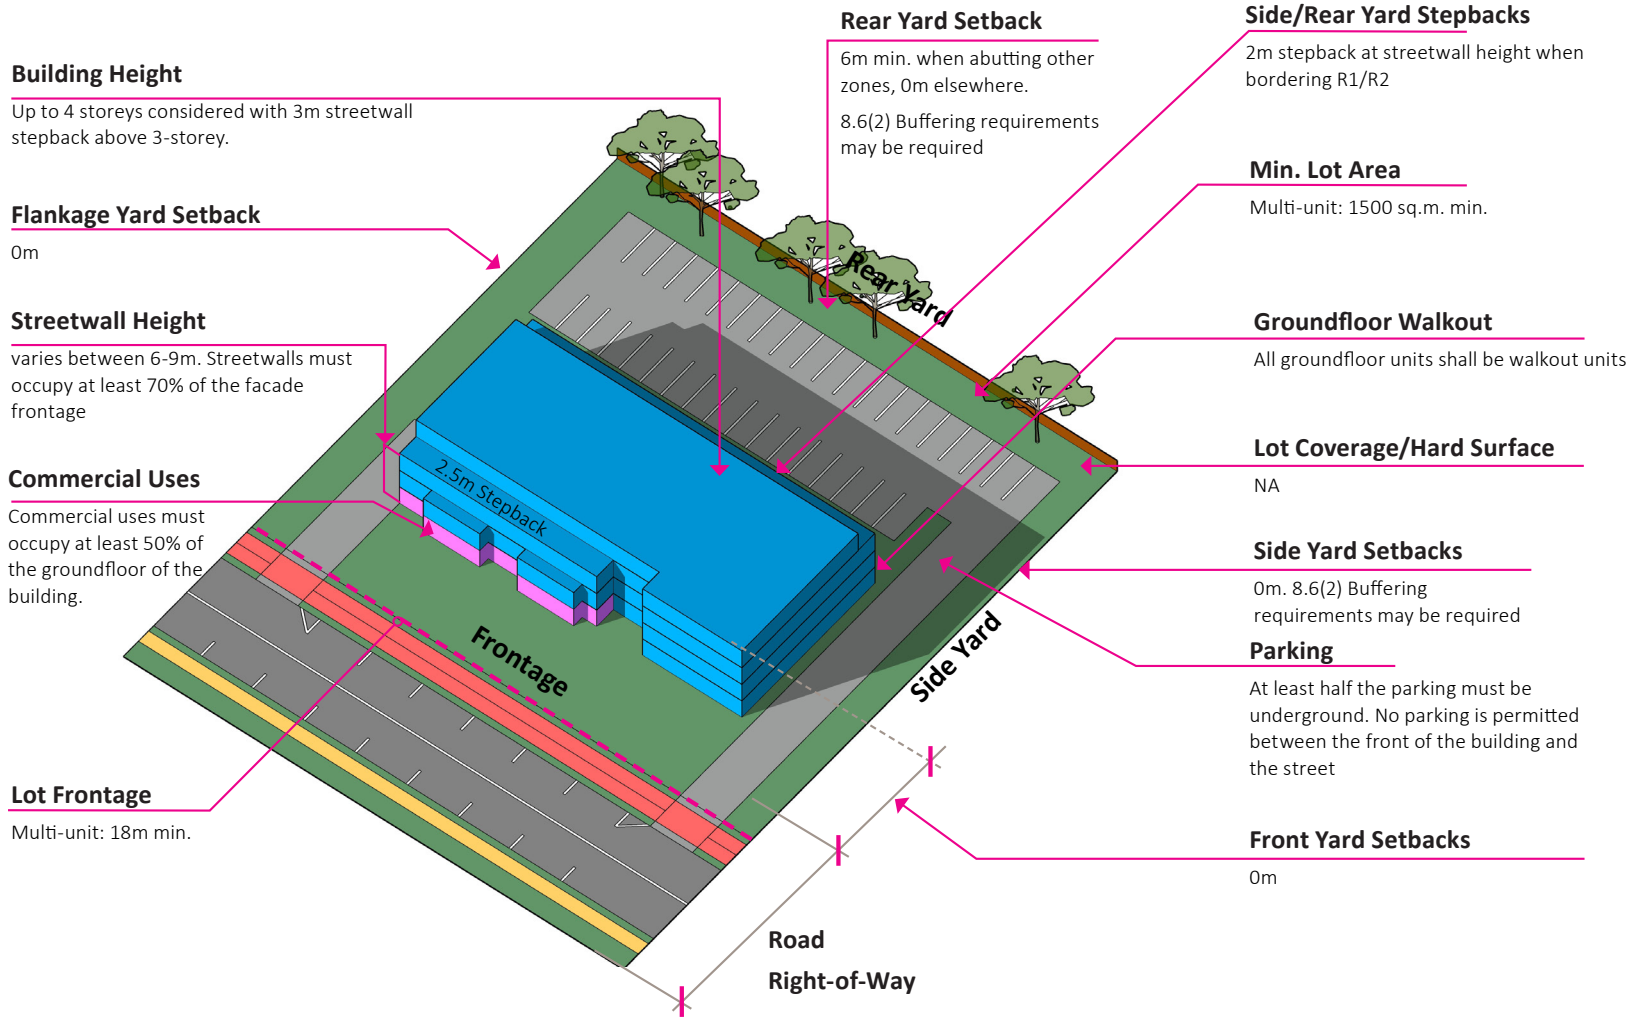 Building Height
Up to 4 storeys considered with 3m streetwall
stepback above 3-storey.
Flankage Yard Setback
0m
Streetwall Height
varies between 6-9m. Streetwalls must
occupy at least 70% of the facade
frontage
Commercial Uses
Commercial uses must
occupy at least 50% of
the groundfloor of the
building.
Lot Frontage
Multi-unit: 18m min.
Rear Yard Setback
6m min. when abutting other
zones, 0m elsewhere.
8.6(2) Buffering requirements
may be required
Rear Yard
2.5m Stepback
Frontage
Side Yard
Road
Right-of-Way
Side/Rear Yard Stepbacks
2m stepback at streetwall height when
bordering R1/R2
Min. Lot Area
Multi-unit: 1500 sq.m. min.
Groundfloor Walkout
All groundfloor units shall be walkout units
Lot Coverage/Hard Surface
NA
Side Yard Setbacks
0m. 8.6(2) Buffering
requirements may be required
Parking
At least half the parking must be
underground. No parking is permitted
between the front of the building and
the street
Front Yard Setbacks
0m